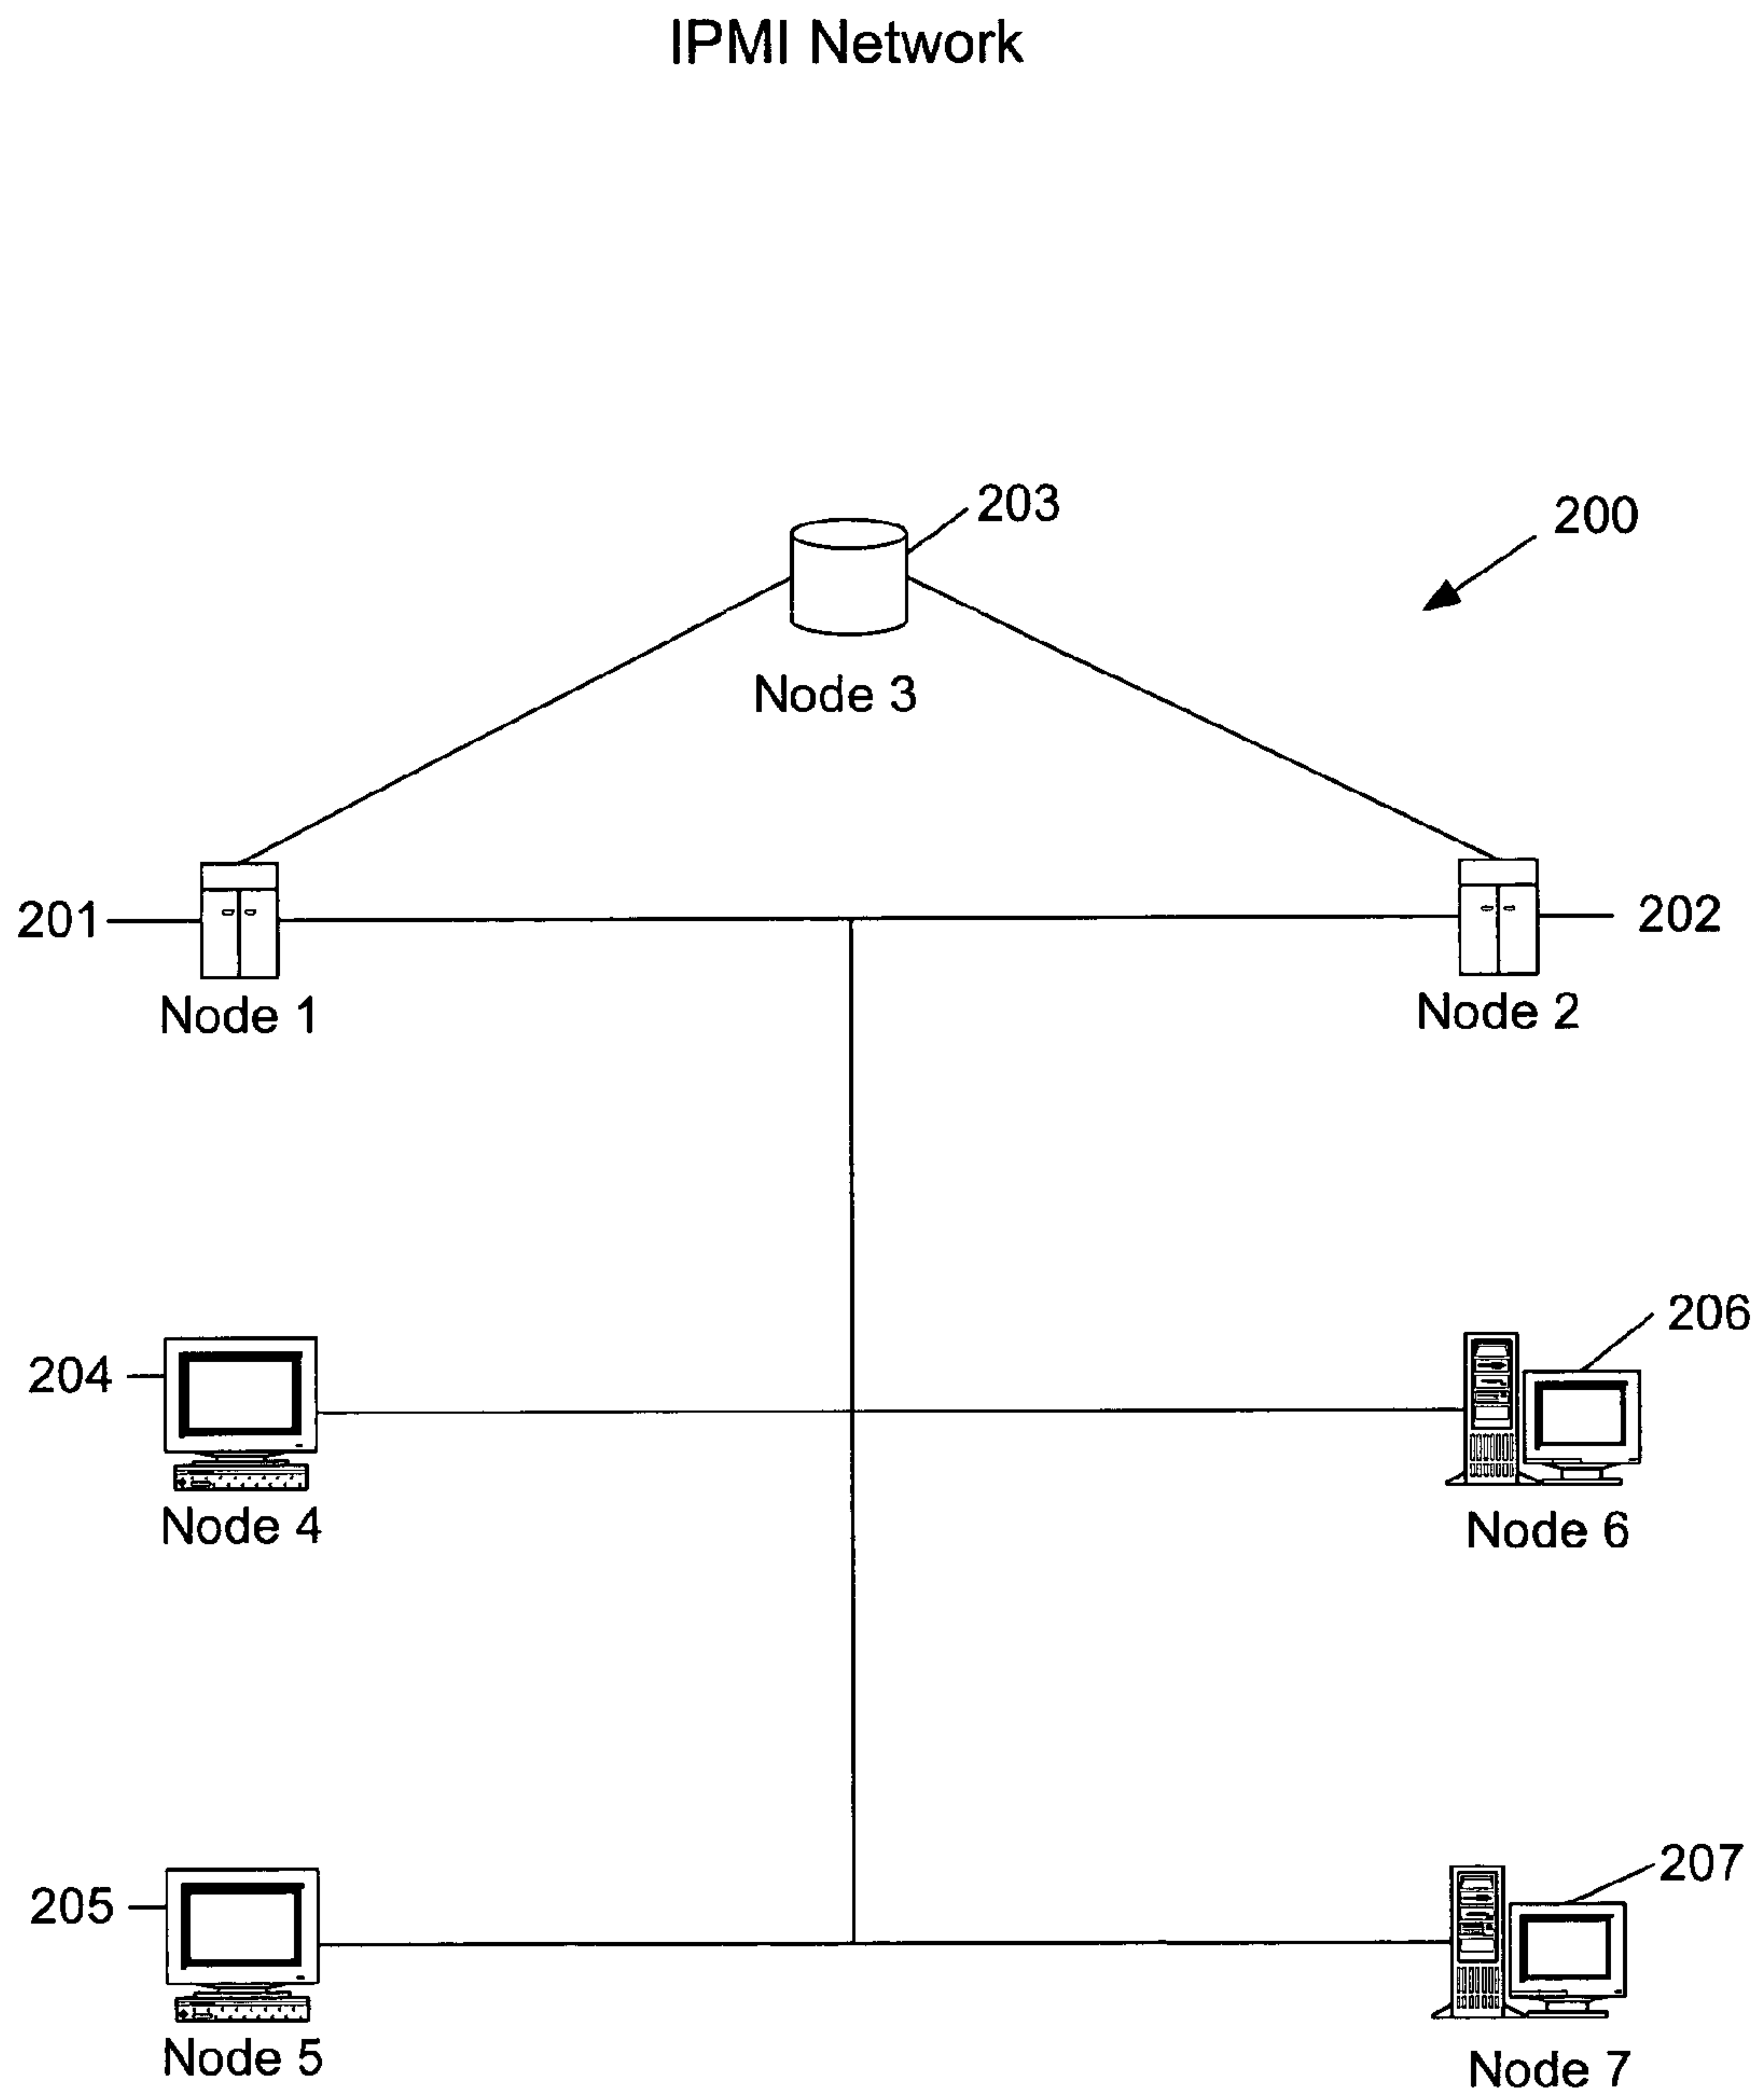 IPMI Network
203
200
Node 3
201
202
Node 1
Node 2
204
206
Node 4
Node 6
205
207
Node 5
Node 7